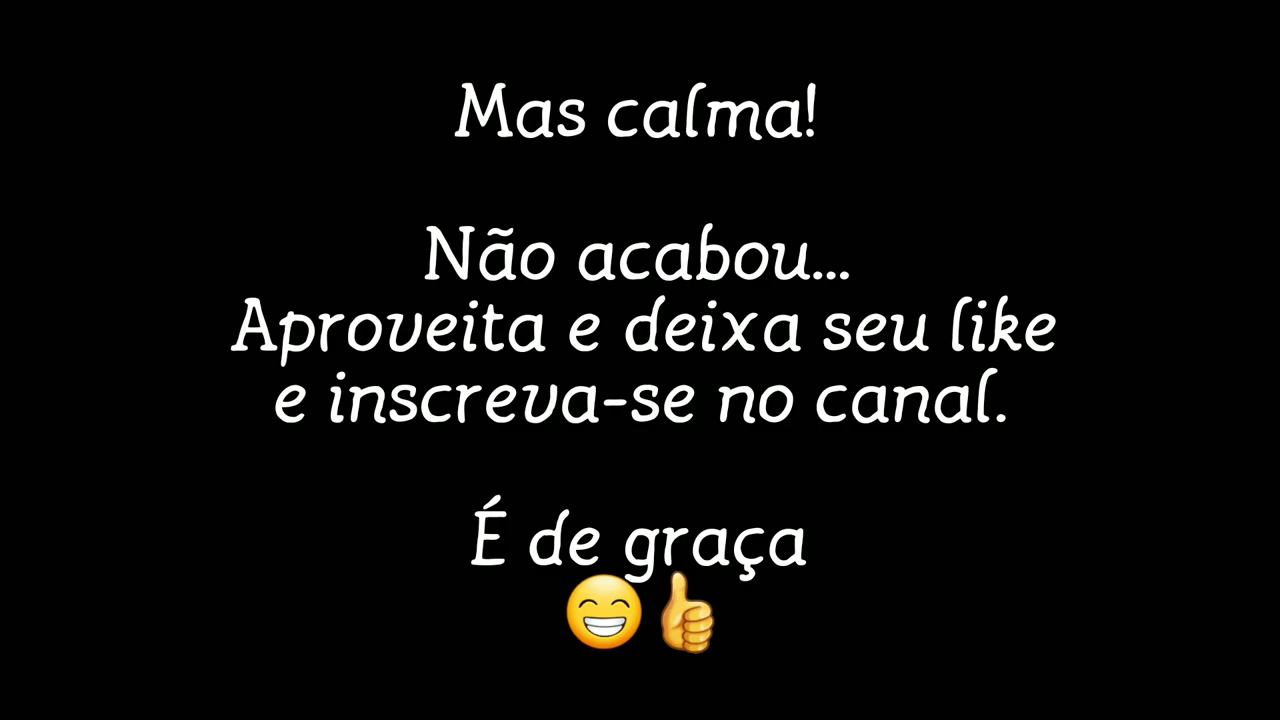 Mas calma!
Não acabou...
Aproveita e deixa seu like
e inscreva-se no canal.
É de graça
😁👍